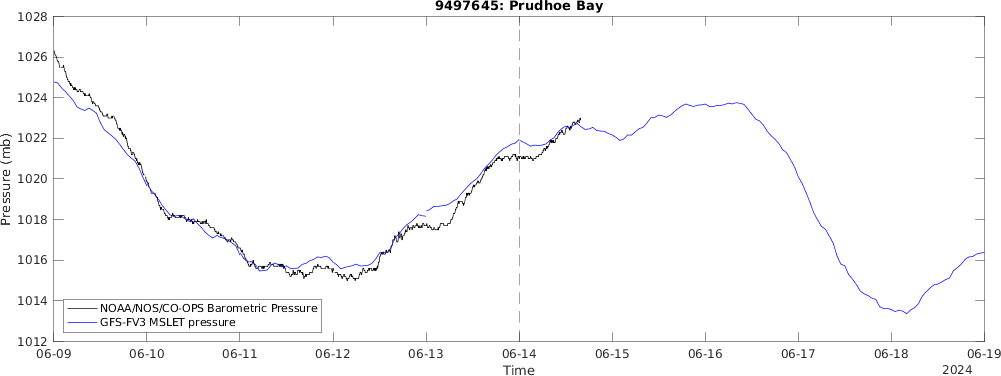 9497645: Prudhoe Bay
1028
1026
1024
1022
1020
1018
1016
1014
1012
Pressure (mb)
NOAA/NOS/CO-OPS Barometric Pressure
GFS-FV3 MSLET pressure
06-09 06-10 06-11 06-12 06-13 06-14 06-15 06-16 06-17 06-18 06-19
Time
2024